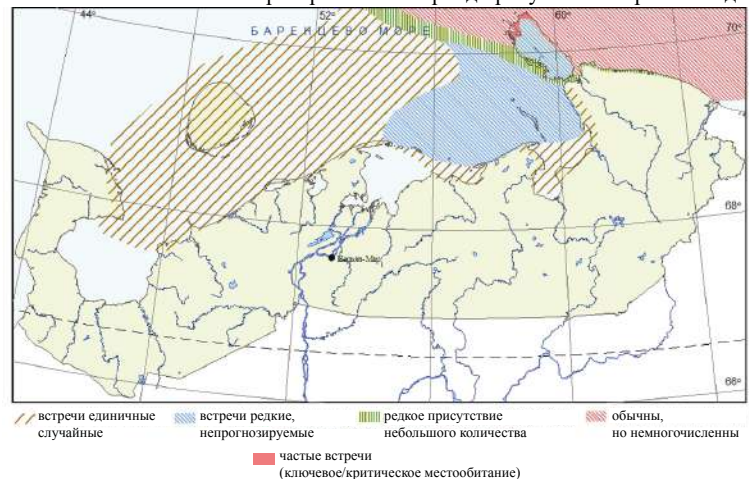 44°
52°
60°
БАРЕНЦЕВО МОРЕ
70°
68°
68°
встречи единичные
случайные
встречи редкие,
непрогнозируемые
редкое присутствие
небольшого количества
обычны,
но немногочисленны
частые встречи
(ключевое/критическое местообитание)